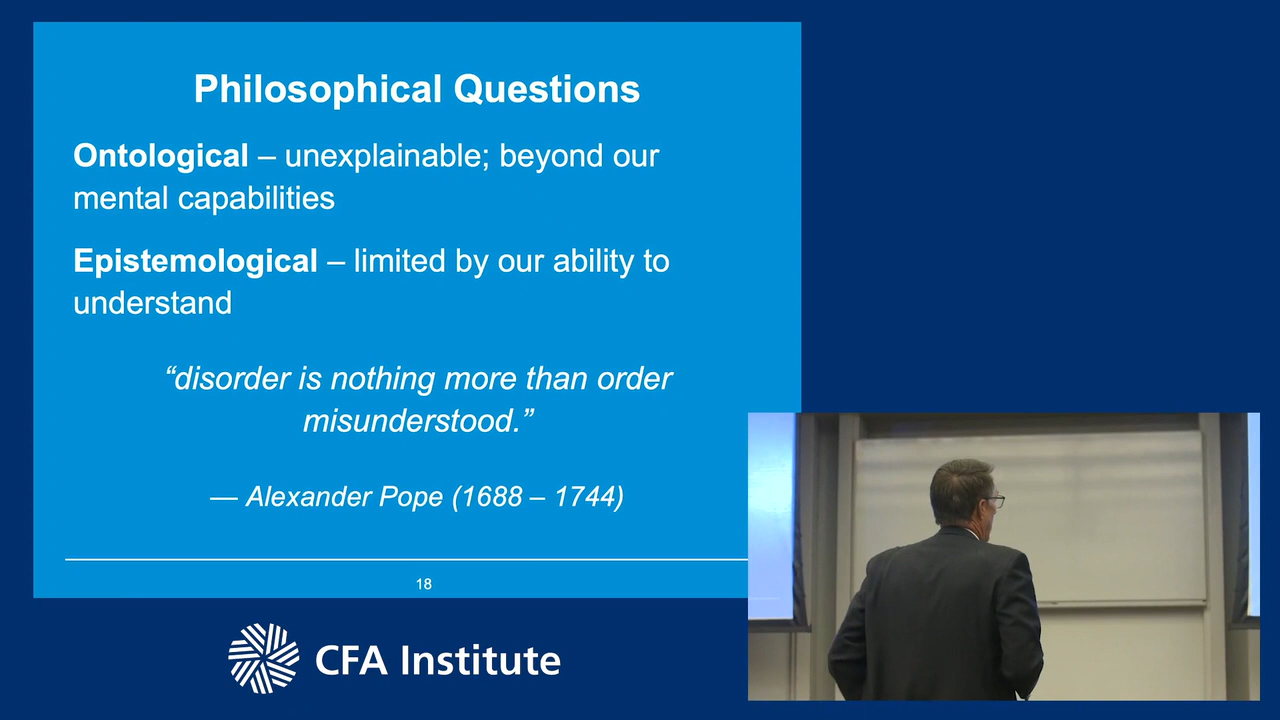 Philosophical Questions
Ontological – unexplainable; beyond our
mental capabilities
Epistemological – limited by our ability to
understand
“disorder is nothing more than order
misunderstood.”
— Alexander Pope (1688 – 1744)
18
CFA Institute